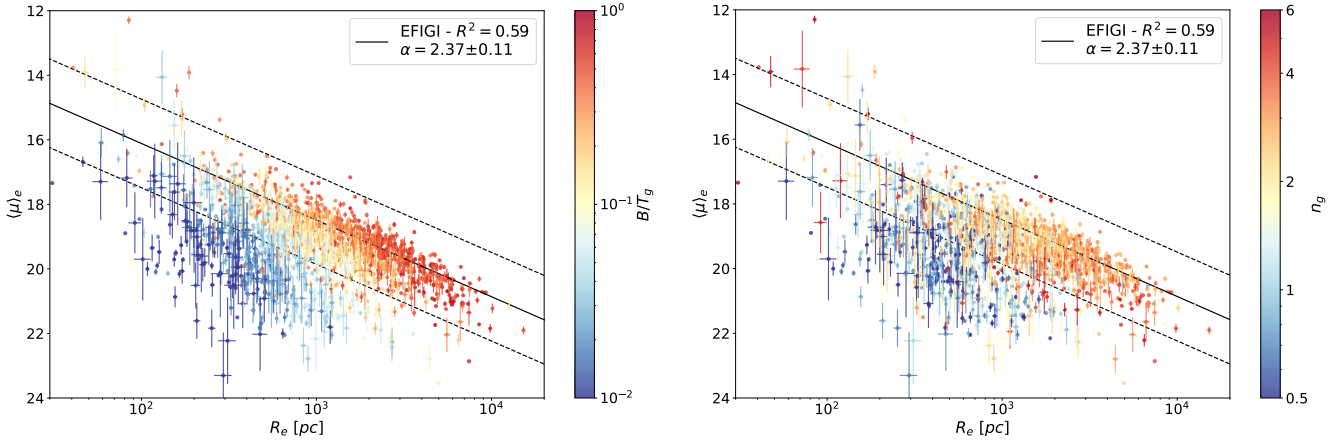 EFIGI - R² = 0.59
α = 2.37±0.11
12
14
16
18
20
22
24
⟨μ⟩ₑ
10²
10³
10⁴
Rₑ [pc]
10⁰
10⁻¹
10⁻²
B/T_g
EFIGI - R² = 0.59
α = 2.37±0.11
12
14
16
18
20
22
24
⟨μ⟩ₑ
10²
10³
10⁴
Rₑ [pc]
6
4
2
1
0.5
n_g